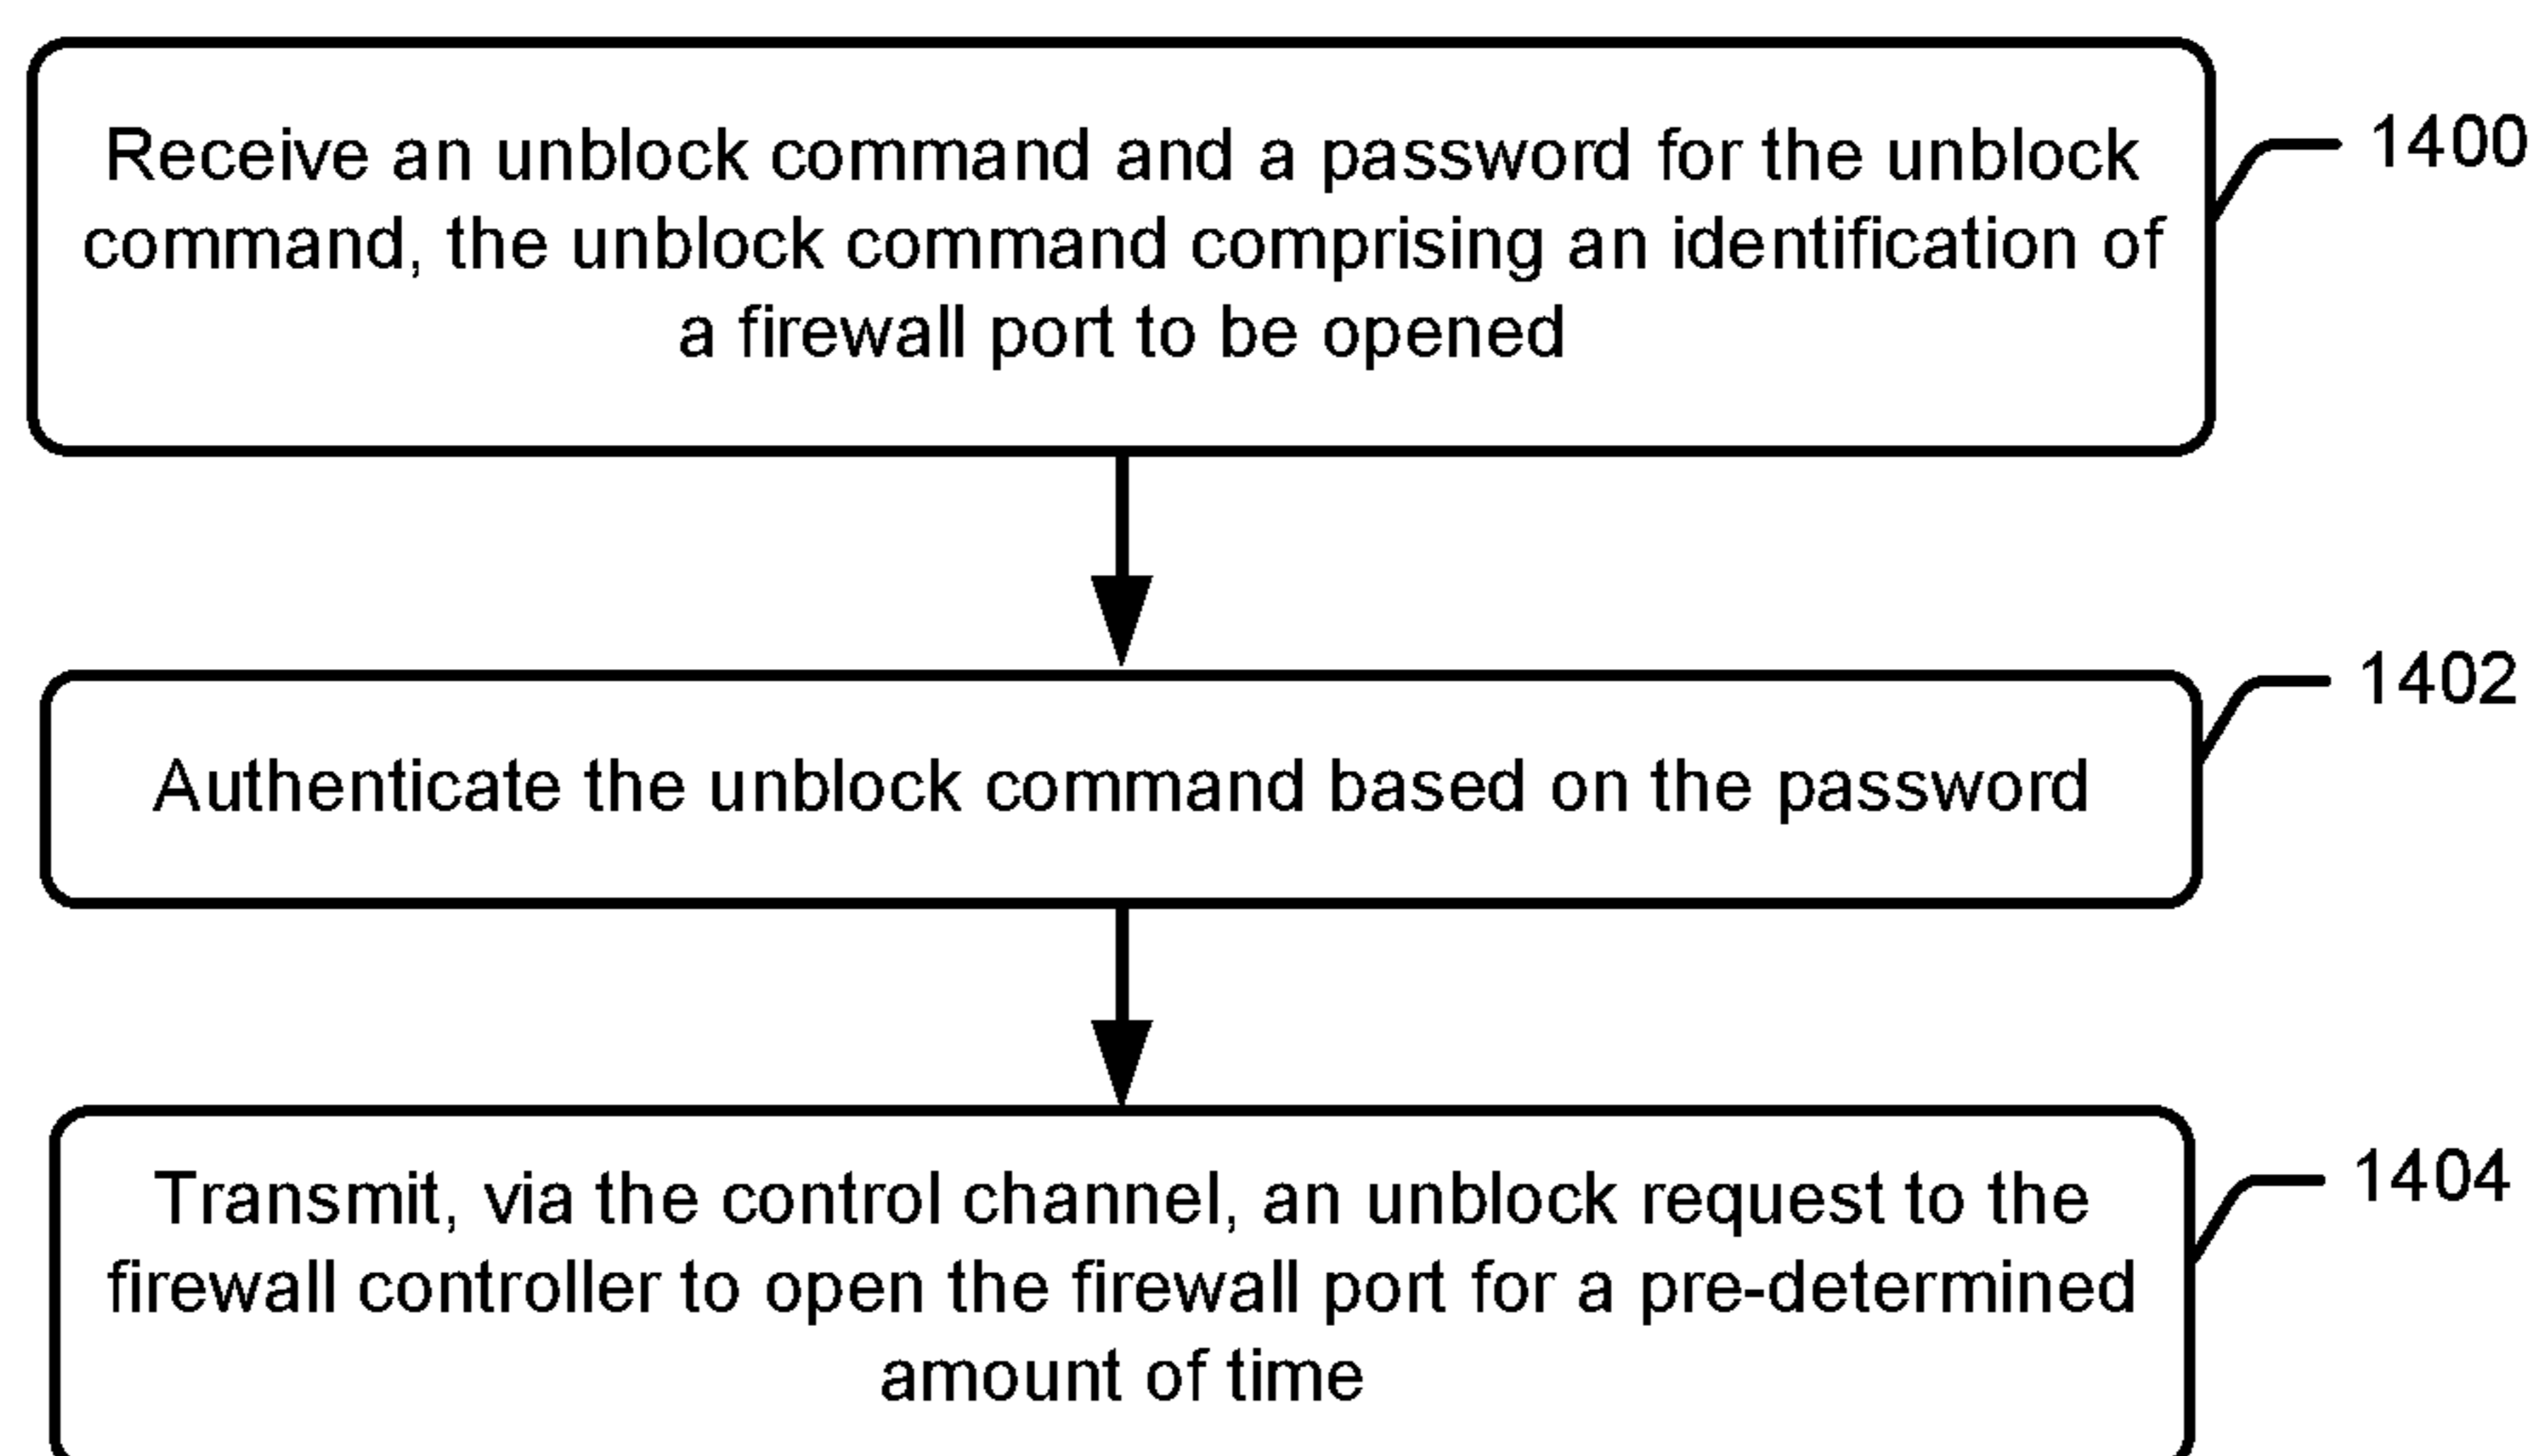 Receive an unblock command and a password for the unblock
command, the unblock command comprising an identification of
a firewall port to be opened
1400
Authenticate the unblock command based on the password
1402
Transmit, via the control channel, an unblock request to the
firewall controller to open the firewall port for a pre-determined
amount of time
1404